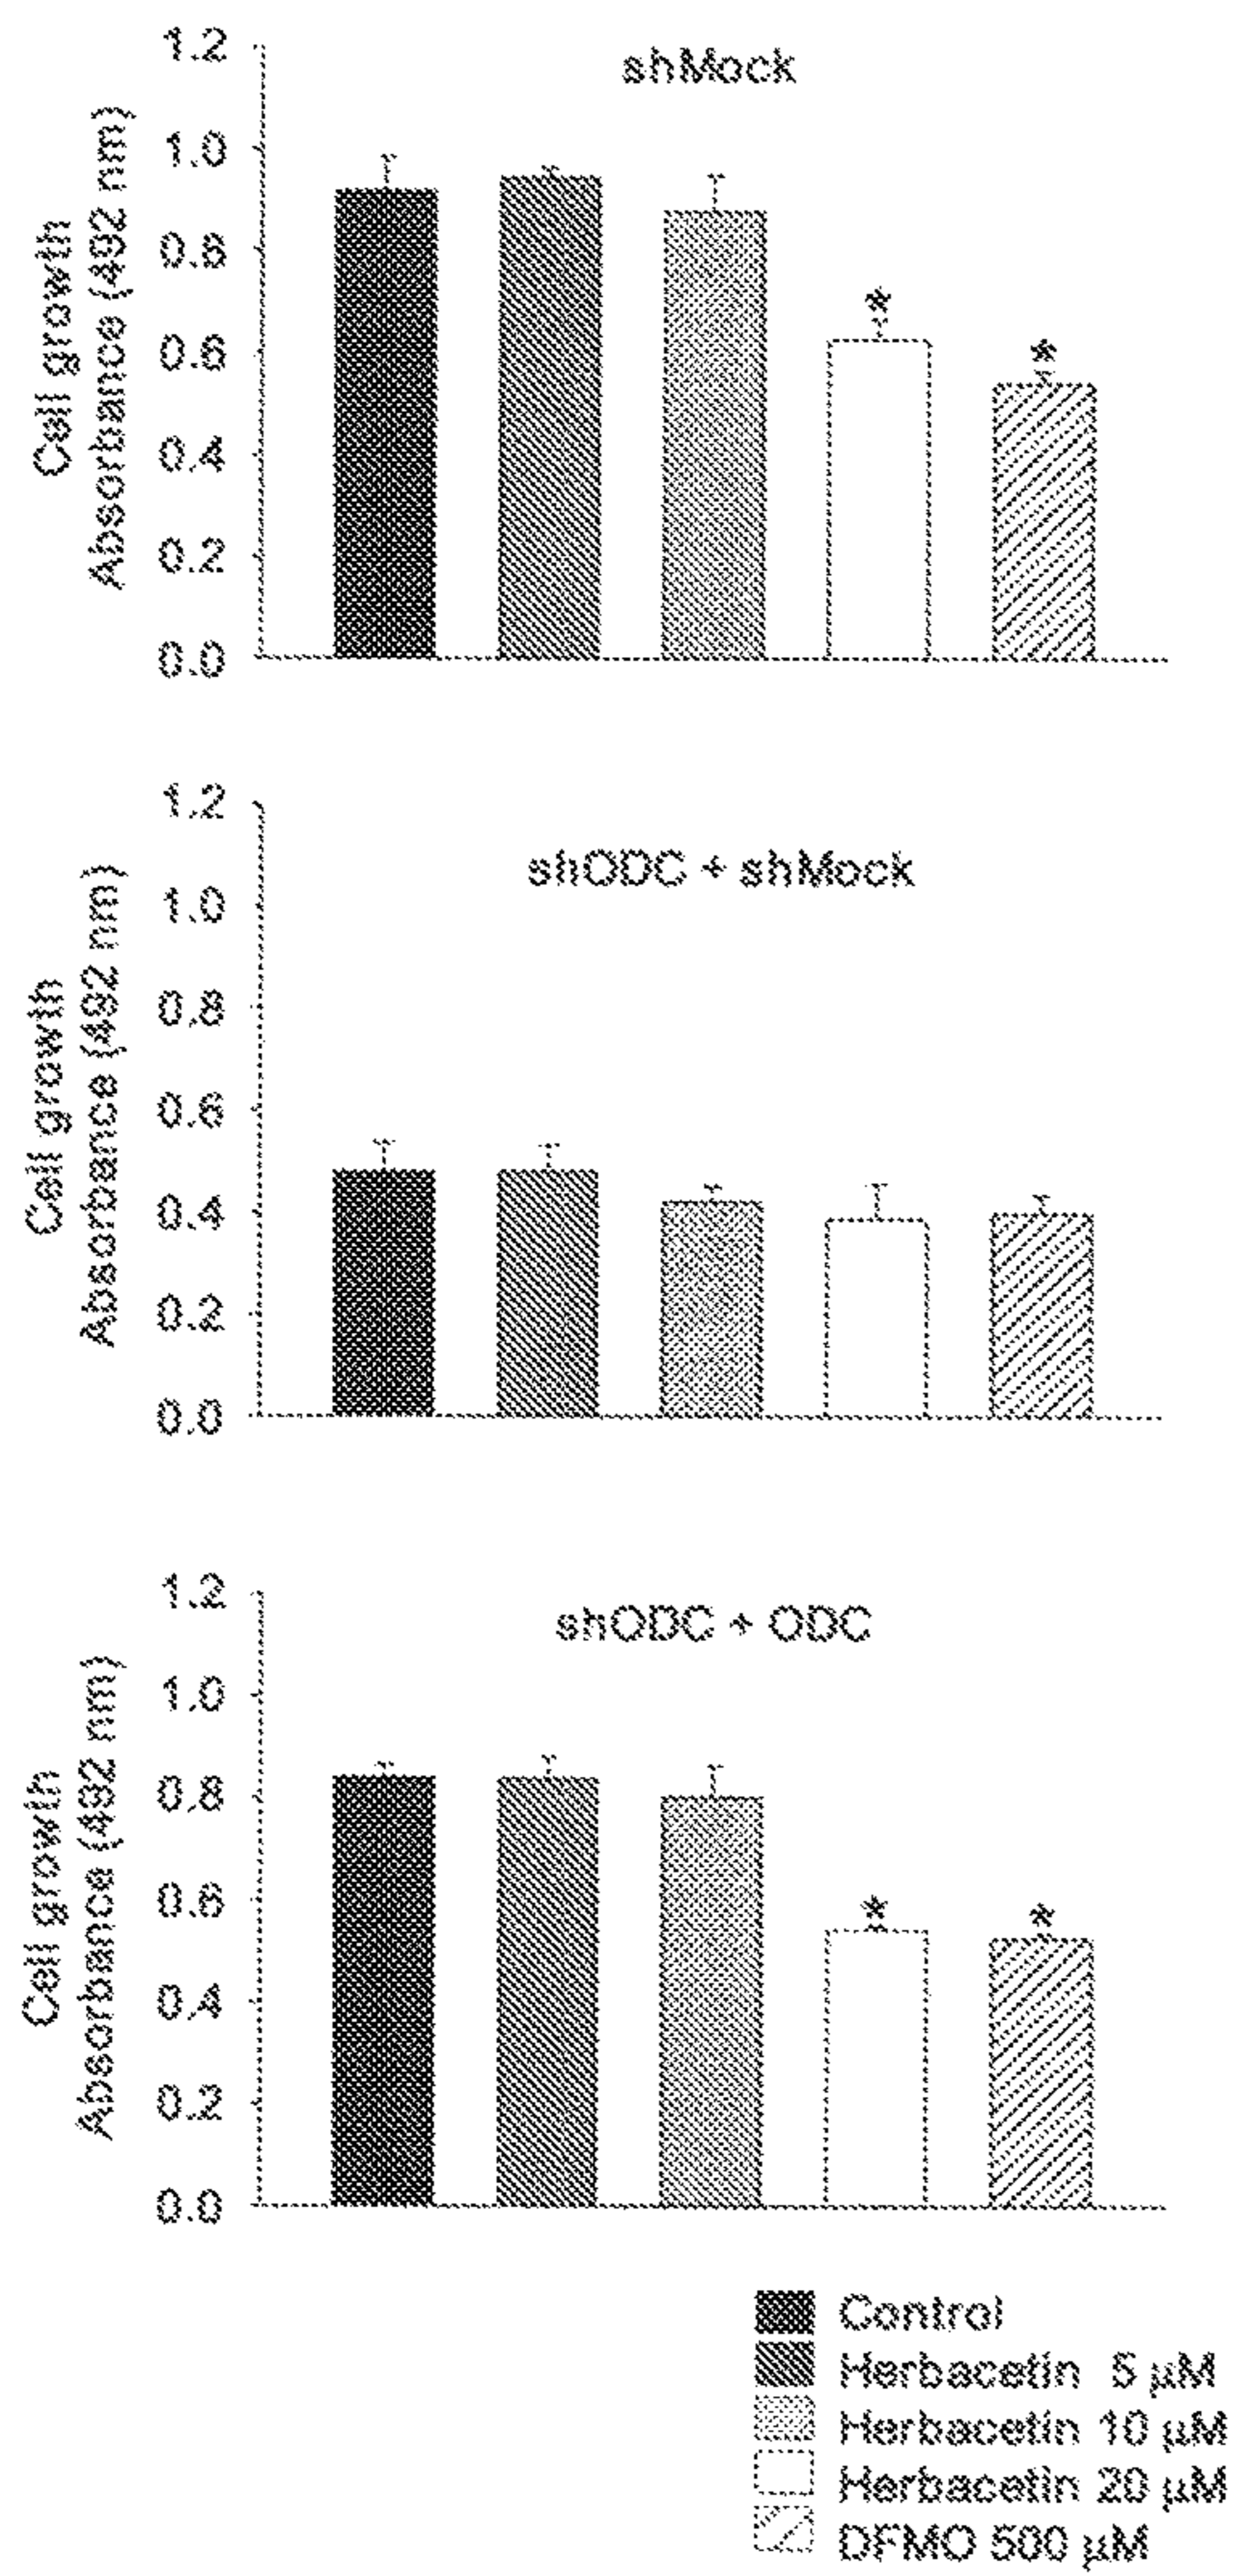 shMock
Cell growth
Absorbance (492 nm)
1.2
1.0
0.8
0.6
0.4
0.2
0.0
*
*
shODC + shMock
Cell growth
Absorbance (492 nm)
1.2
1.0
0.8
0.6
0.4
0.2
0.0
shODC + ODC
Cell growth
Absorbance (492 nm)
1.2
1.0
0.8
0.6
0.4
0.2
0.0
*
*
Control
Herbacetin 5 µM
Herbacetin 10 µM
Herbacetin 20 µM
DFMO 500 µM